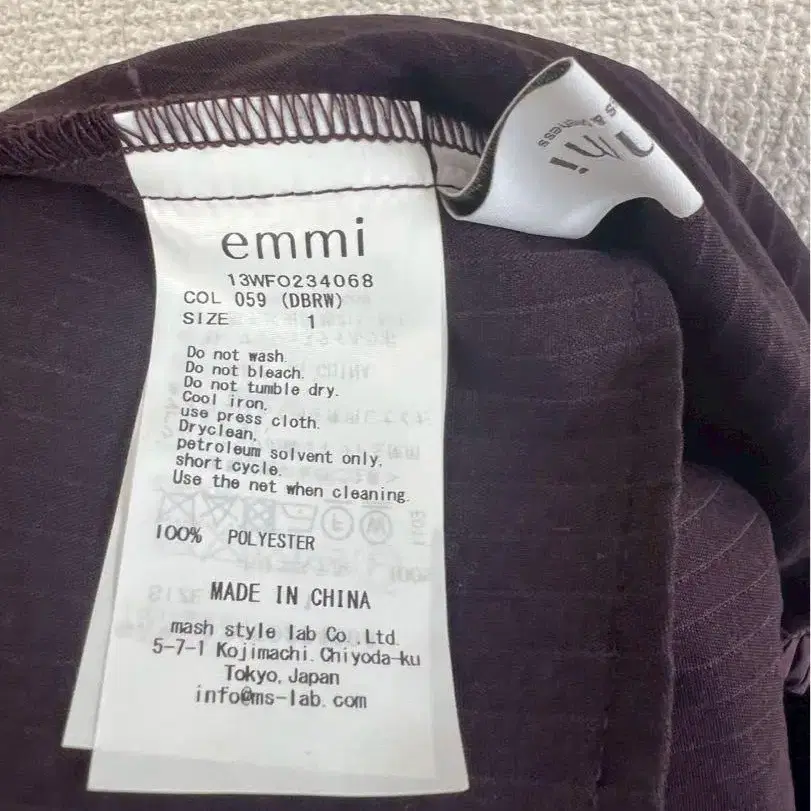 emmi
13WFO234068
COL 059 (DBRW)
SIZE 1
Do not wash.
Do not bleach.
Do not tumble dry.
Cool iron,
use press cloth.
Dryclean,
petroleum solvent only,
short cycle.
Use the net when cleaning.
100% POLYESTER
MADE IN CHINA
mash style lab Co. Ltd.
5-7-1 Kojimachi. Chiyoda-ku
Tokyo, Japan
info@ms-lab.com